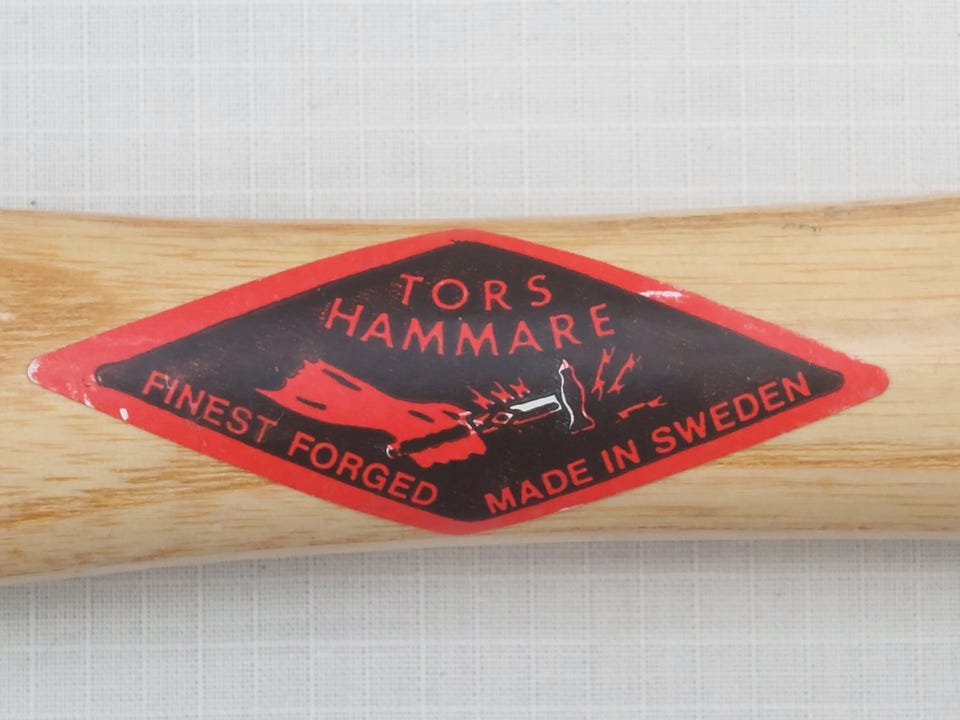 TORS
HAMMARE
FINEST FORGED
MADE IN SWEDEN